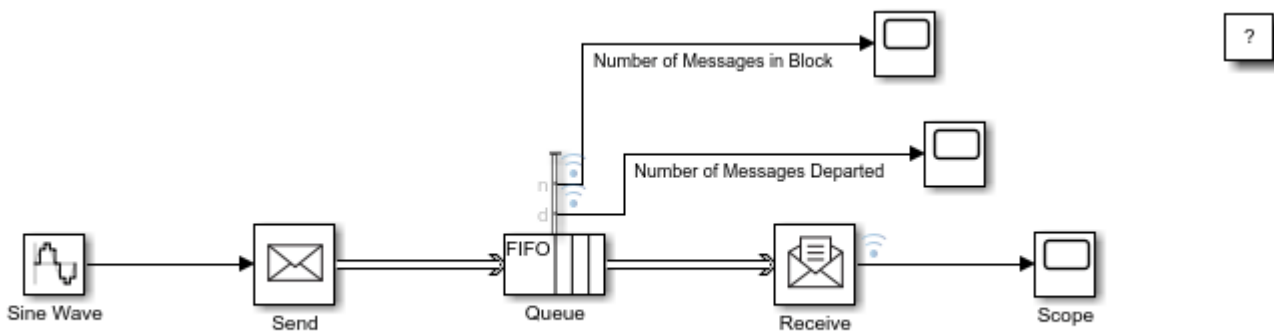 ?
Number of Messages in Block
Number of Messages Departed
n
d
FIFO
Sine Wave
Send
Queue
Receive
Scope